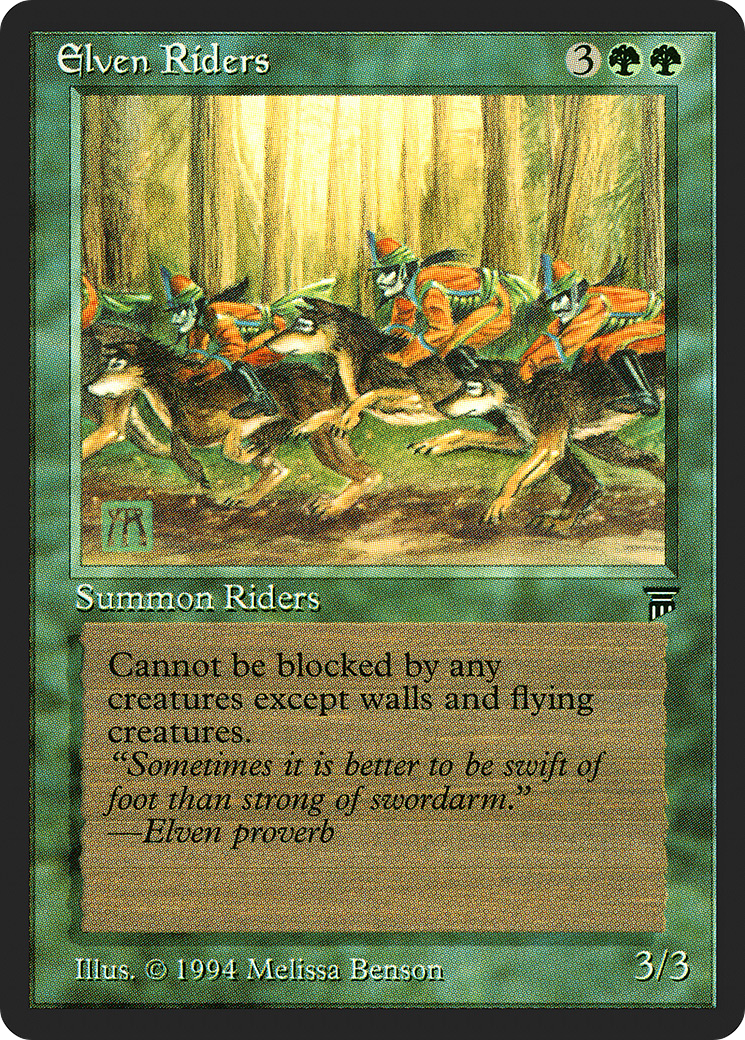 Elven Riders 3
Summon Riders
Cannot be blocked by any
creatures except walls and flying
creatures.
“Sometimes it is better to be swift of
foot than strong of swordarm.”
—Elven proverb
Illus. © 1994 Melissa Benson 3/3